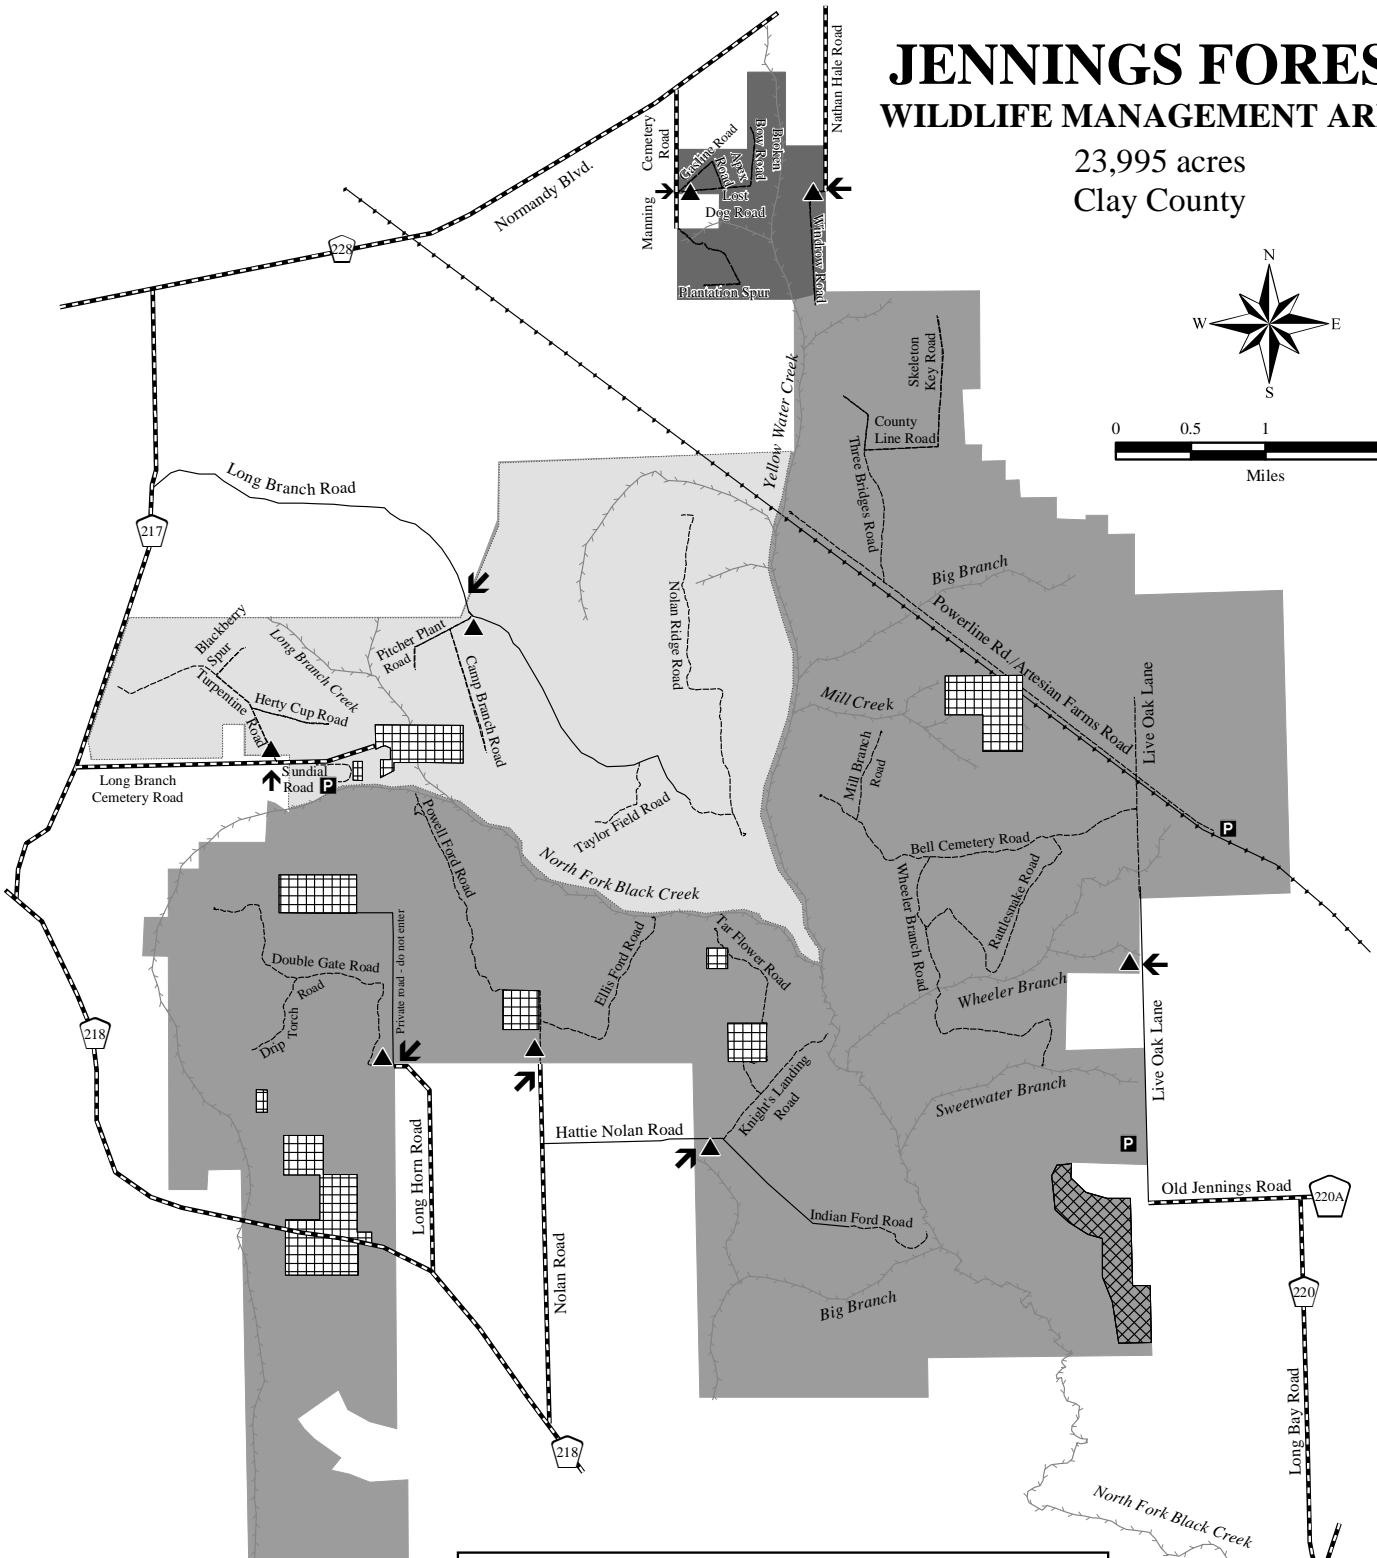 JENNINGS FORES
WILDLIFE MANAGEMENT AR
23,995 acres
Clay County
N
W
E
S
0
0.5
1
Miles
Nathan Hale Road
Cemetery
Road
Manning
Gasline Road
Apex
Road
Broken
Bow Road
Lost
Dog Road
Windrow Road
Plantation Spur
Normandy Blvd.
228
Yellow Water Creek
Skeleton
Key Road
County
Line Road
Three Bridges Road
Long Branch Road
217
Big Branch
Powerline Rd./Artesian Farms Road
Nolan Ridge Road
Blackberry
Spur
Long Branch Creek
Pitcher Plant
Road
Camp Branch Road
Turpentine Road
Herty Cup Road
Mill Creek
Live Oak Lane
Mill Branch
Road
Long Branch
Cemetery Road
Sundial
Road
P
P
Powell Ford Road
Taylor Field Road
Bell Cemetery Road
North Fork Black Creek
Wheeler Branch Road
Rattlesnake Road
Private road - do not enter
Double Gate Road
Drip
Torch
Road
Ellis Ford Road
Tar Flower Road
Wheeler Branch
Live Oak Lane
218
Knight's Landing
Road
Sweetwater Branch
Hattie Nolan Road
P
Long Horn Road
Old Jennings Road
220A
Indian Ford Road
Nolan Road
Big Branch
220
Long Bay Road
218
North Fork Black Creek